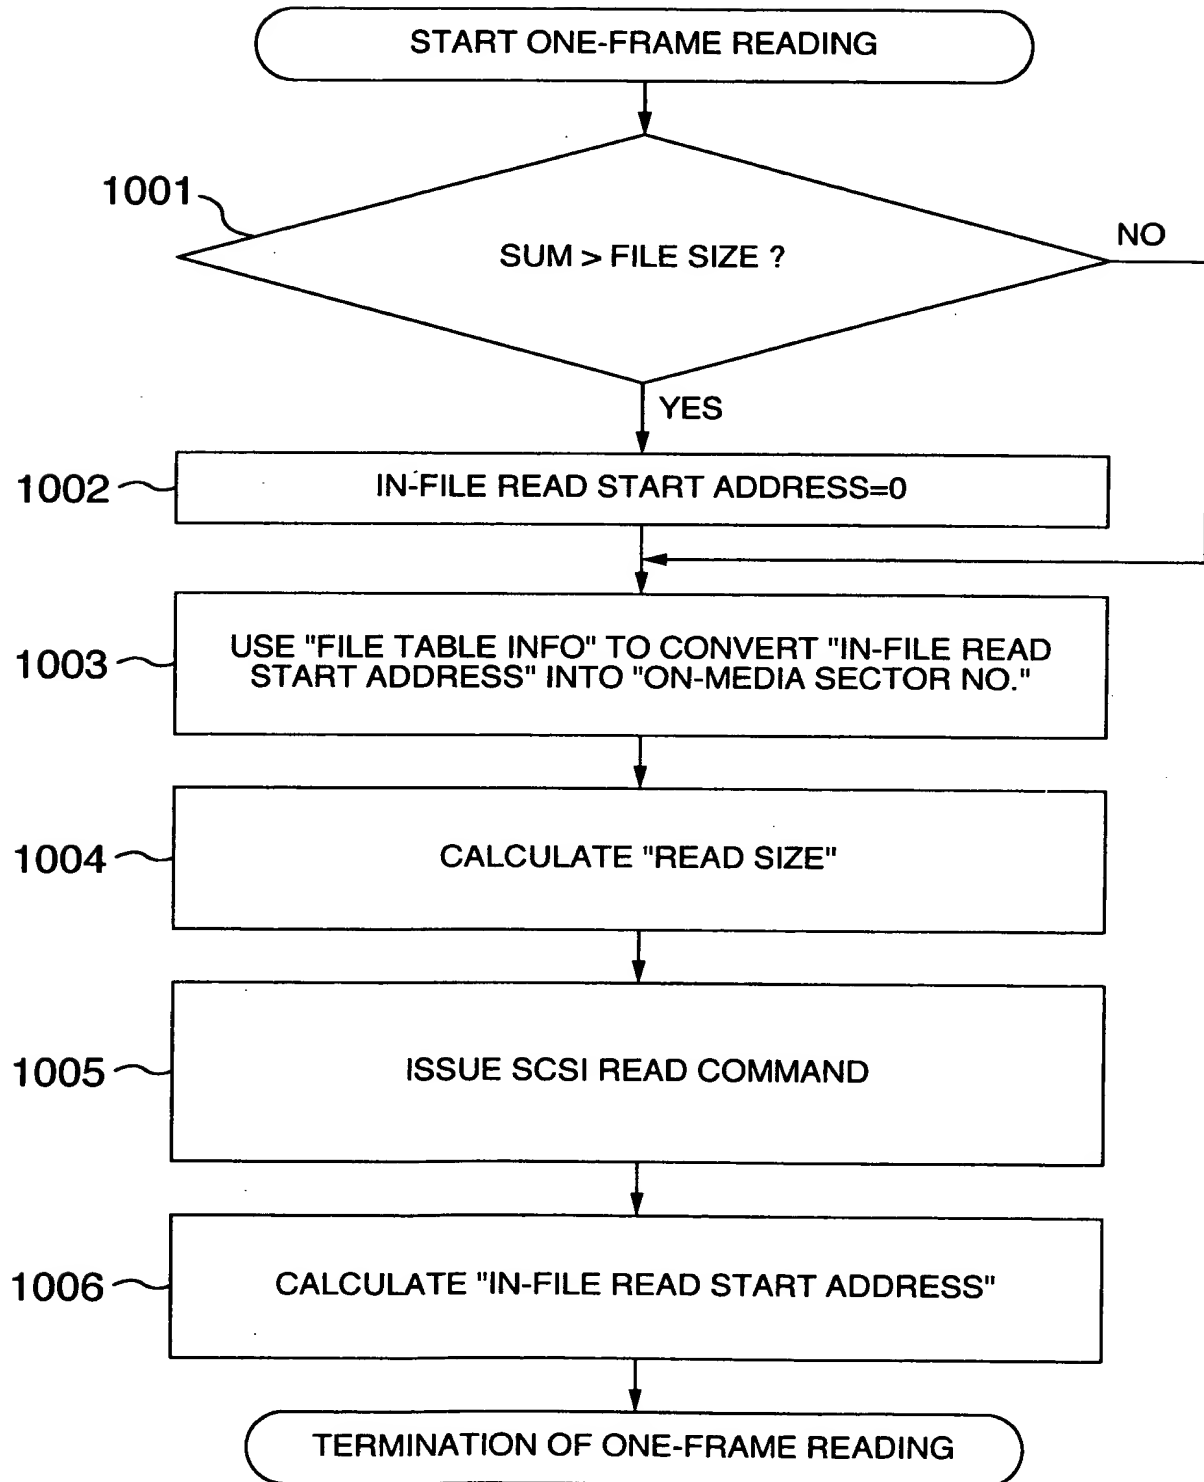 START ONE-FRAME READING
1001
SUM > FILE SIZE ?
NO
YES
1002
IN-FILE READ START ADDRESS=0
1003
USE "FILE TABLE INFO" TO CONVERT "IN-FILE READ
START ADDRESS" INTO "ON-MEDIA SECTOR NO."
1004
CALCULATE "READ SIZE"
1005
ISSUE SCSI READ COMMAND
1006
CALCULATE "IN-FILE READ START ADDRESS"
TERMINATION OF ONE-FRAME READING